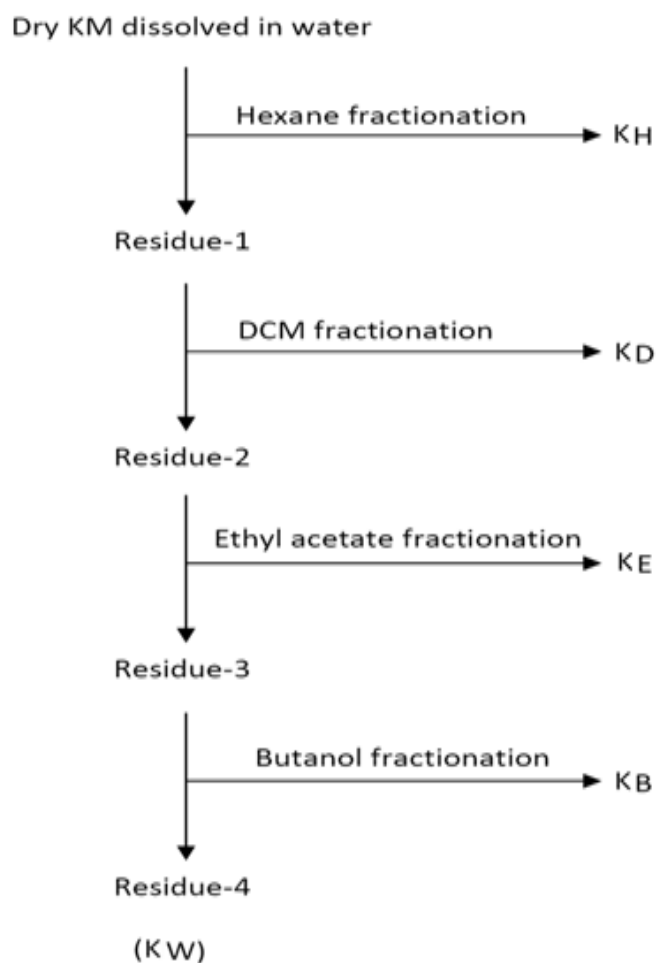 Dry KM dissolved in water
Hexane fractionation
KH
Residue-1
DCM fractionation
KD
Residue-2
Ethyl acetate fractionation
KE
Residue-3
Butanol fractionation
KB
Residue-4
(KW)